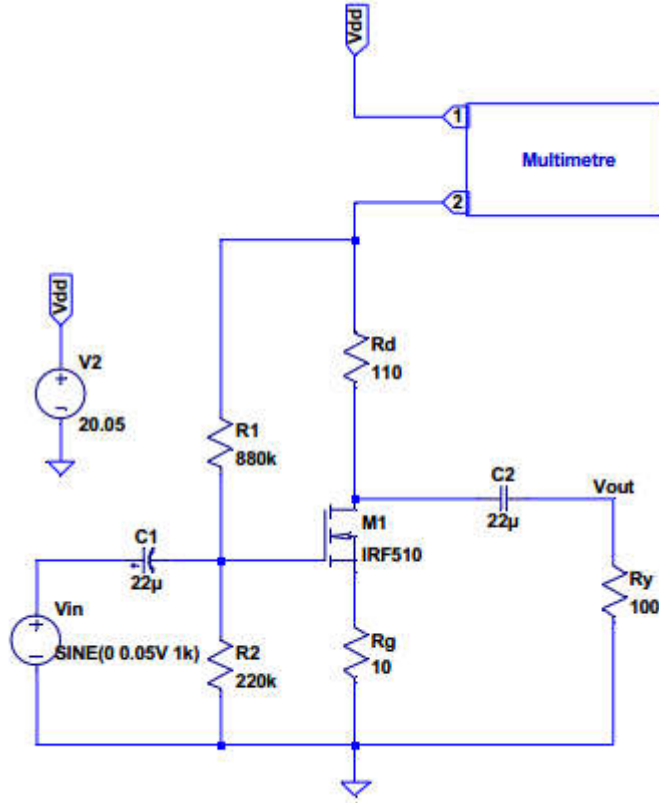 Vdd
1
Multimetre
2
Vdd
V2
20.05
Rd
110
R1
880k
C2
22µ
Vout
M1
IRF510
C1
22µ
Vin
SINE(0 0.05V 1k)
R2
220k
Rg
10
Ry
100